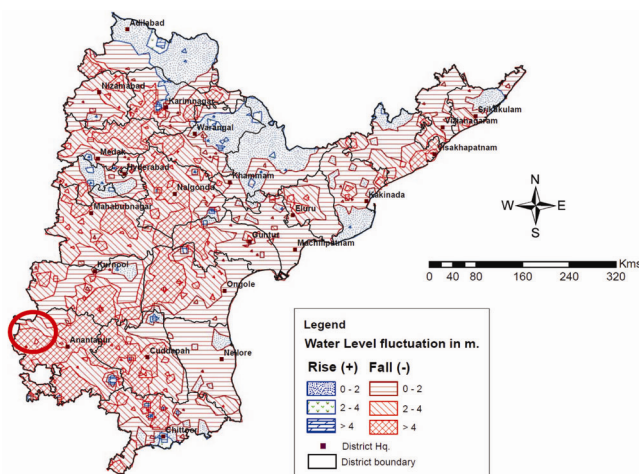 Adilabad
Nizamabad
Karimnagar
Warangal
Srikakulam
Vizianagaram
Visakhapatnam
Medak
Hyderabad
Khammam
Nalgonda
Mahabubnagar
Eluru
Kakinada
Guntur
Machilipatnam
Kurnool
Ongole
Anantapur
Cuddapah
Nellore
Chittoor
N
W E
S
Kms
0 40 80 160 240 320
Legend
Water Level fluctuation in m.
Rise (+) Fall (-)
0 - 2 0 - 2
2 - 4 2 - 4
> 4 > 4
District Hq.
District boundary